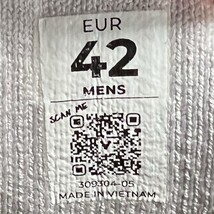 EUR
42
MENS
SCAN ME
309304-05
MADE IN VIETNAM